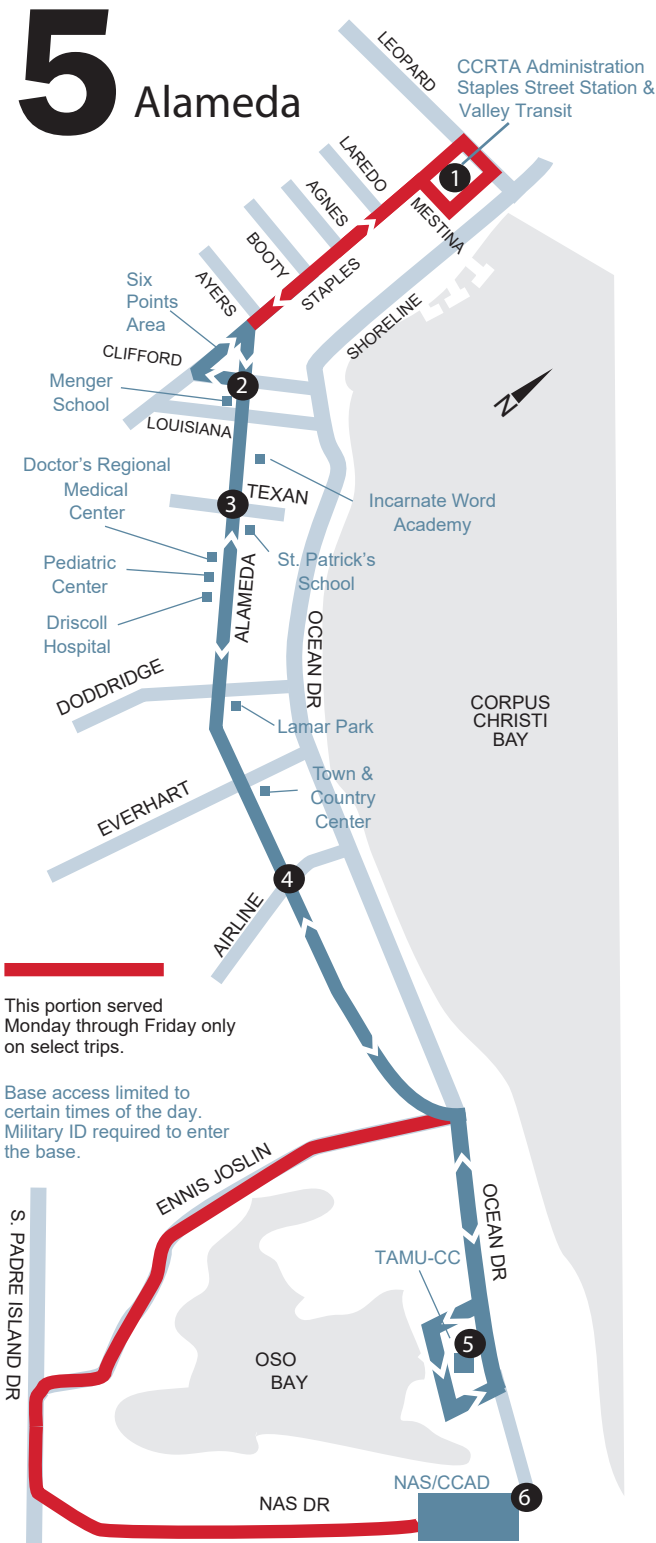 5 Alameda
LEOPARD
CCRTA Administration
Staples Street Station &
Valley Transit
1
LAREDO
AGNES
MESTINA
BOOTY
STAPLES
AYERS
Six
Points
Area
SHORELINE
CLIFFORD
Menger
School
2
N
LOUISIANA
Doctor's Regional
Medical
Center
TEXAN
3
Incarnate Word
Academy
Pediatric
Center
St. Patrick's
School
ALAMEDA
Driscoll
Hospital
OCEAN DR
DODDRIDGE
Lamar Park
CORPUS
CHRISTI
BAY
Town &
Country
Center
EVERHART
4
AIRLINE
This portion served
Monday through Friday only
on select trips.
Base access limited to
certain times of the day.
Military ID required to enter
the base.
ENNIS JOSLIN
OCEAN DR
S. PADRE ISLAND DR
TAMU-CC
5
OSO
BAY
NAS/CCAD
6
NAS DR